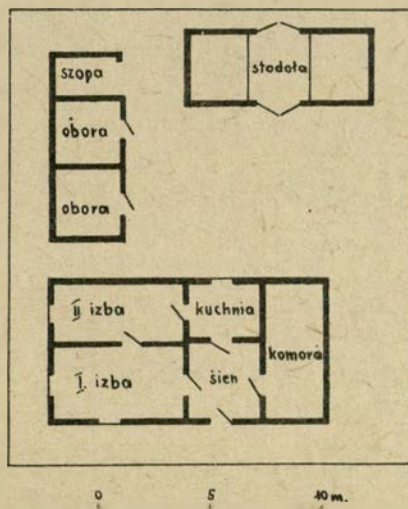 szopa
stodoła
obora
obora
II izba
kuchnia
komora
I. izba
sień
0 5 10 m.